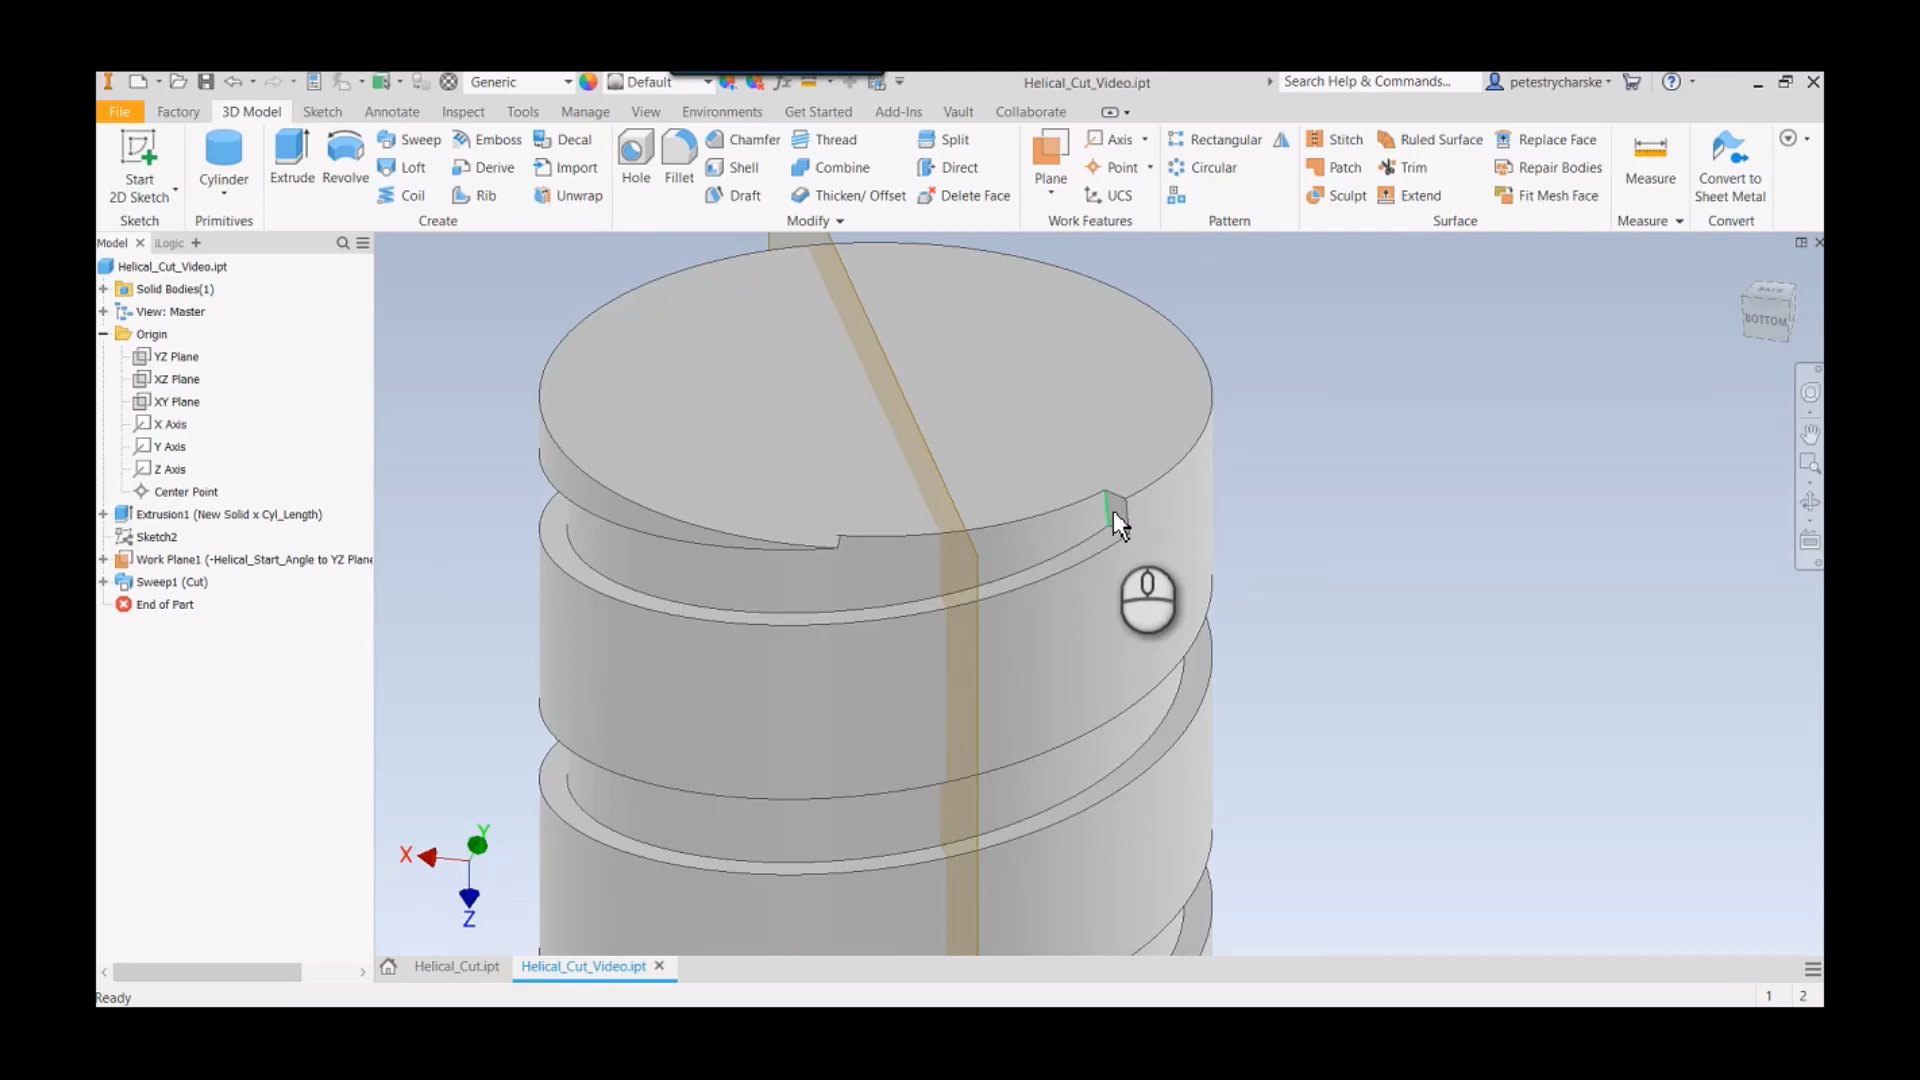 Generic Default Helical_Cut_Video Search Help & Commands... petestrycharske
File Factory 3D Model Sketch Annotate Inspect Tools Manage View Environments Get Started Add-Ins Vault Collaborate
Start
2D Sketch
Cylinder
Extrude Revolve
Sweep Emboss Decal
Loft Derive Import
Coil Rib Unwrap
Hole Fillet
Chamfer Thread Split
Shell Combine Direct
Draft Thicken/ Offset Delete Face
Plane
Axis
Point
UCS
Rectangular
Circular
Stitch Ruled Surface Replace Face
Patch Trim Repair Bodies
Sculpt Extend Fit Mesh Face
Measure
Convert to
Sheet Metal
Sketch Primitives Create Modify Work Features Pattern Surface Measure Convert
Model iLogic
Helical_Cut_Video.ipt
Solid Bodies(1)
View: Master
Origin
YZ Plane
XZ Plane
XY Plane
X Axis
Y Axis
Z Axis
Center Point
Extrusion1 (New Solid x Cyl_Length)
Sketch2
Work Plane1 (-Helical_Start_Angle to YZ Plane
Sweep1 (Cut)
End of Part
BACK
BOTTOM
Y
X
Z
Helical_Cut.ipt Helical_Cut_Video.ipt
Ready 1 2